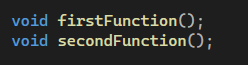 void firstFunction();
void secondFunction();